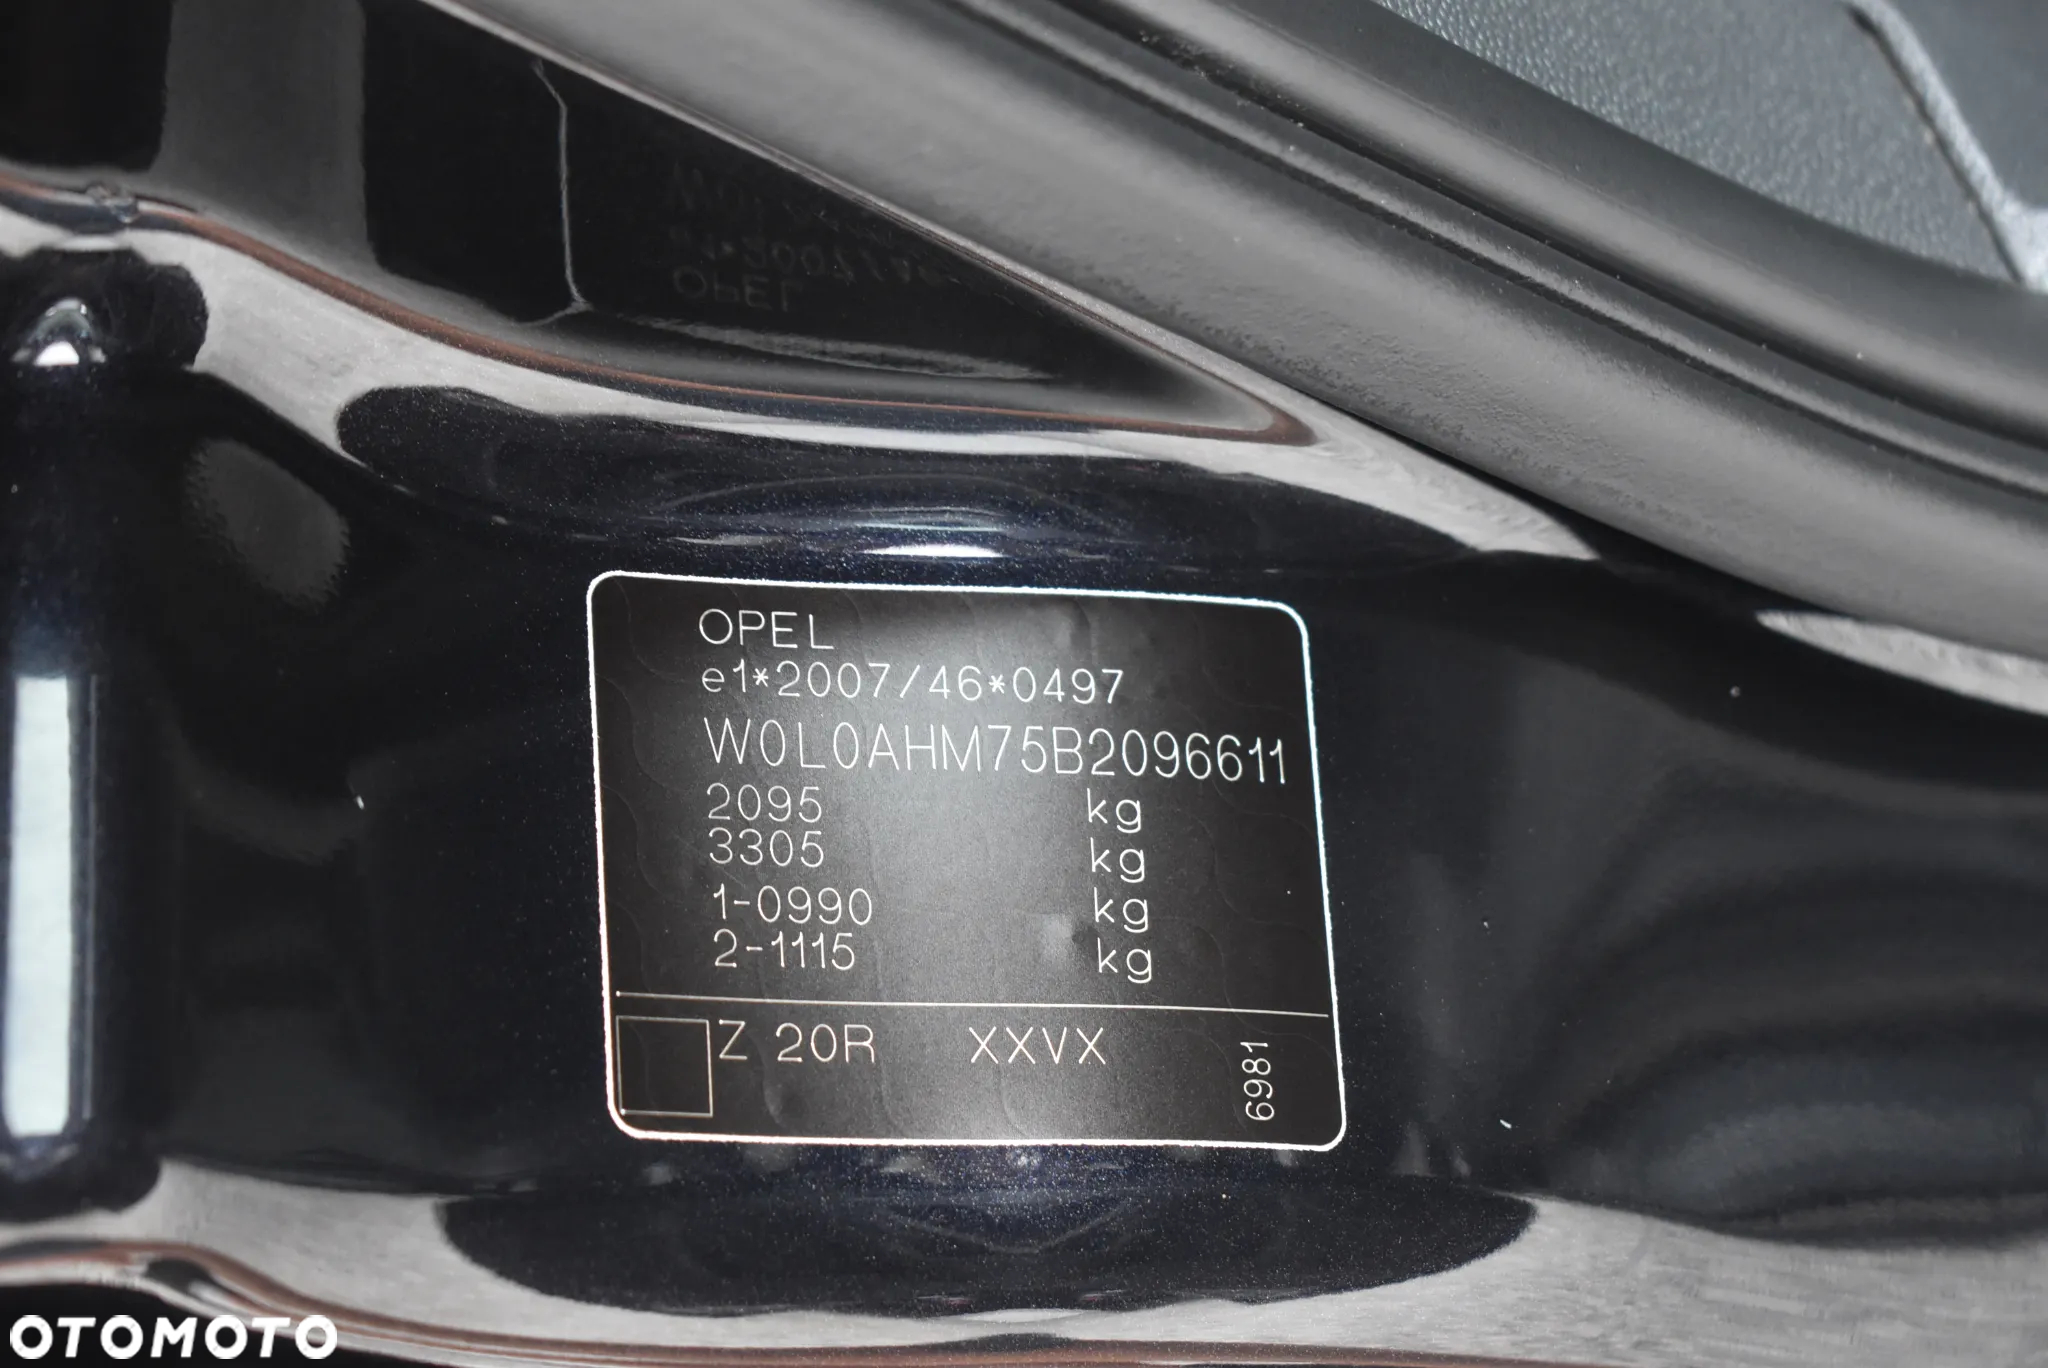 OPEL
e1*2007/46*0497
W0L0AHM75B2096611
2095 kg
3305 kg
1-0990 kg
2-1115 kg
Z 20R XXVX
6981
OTOMOTO